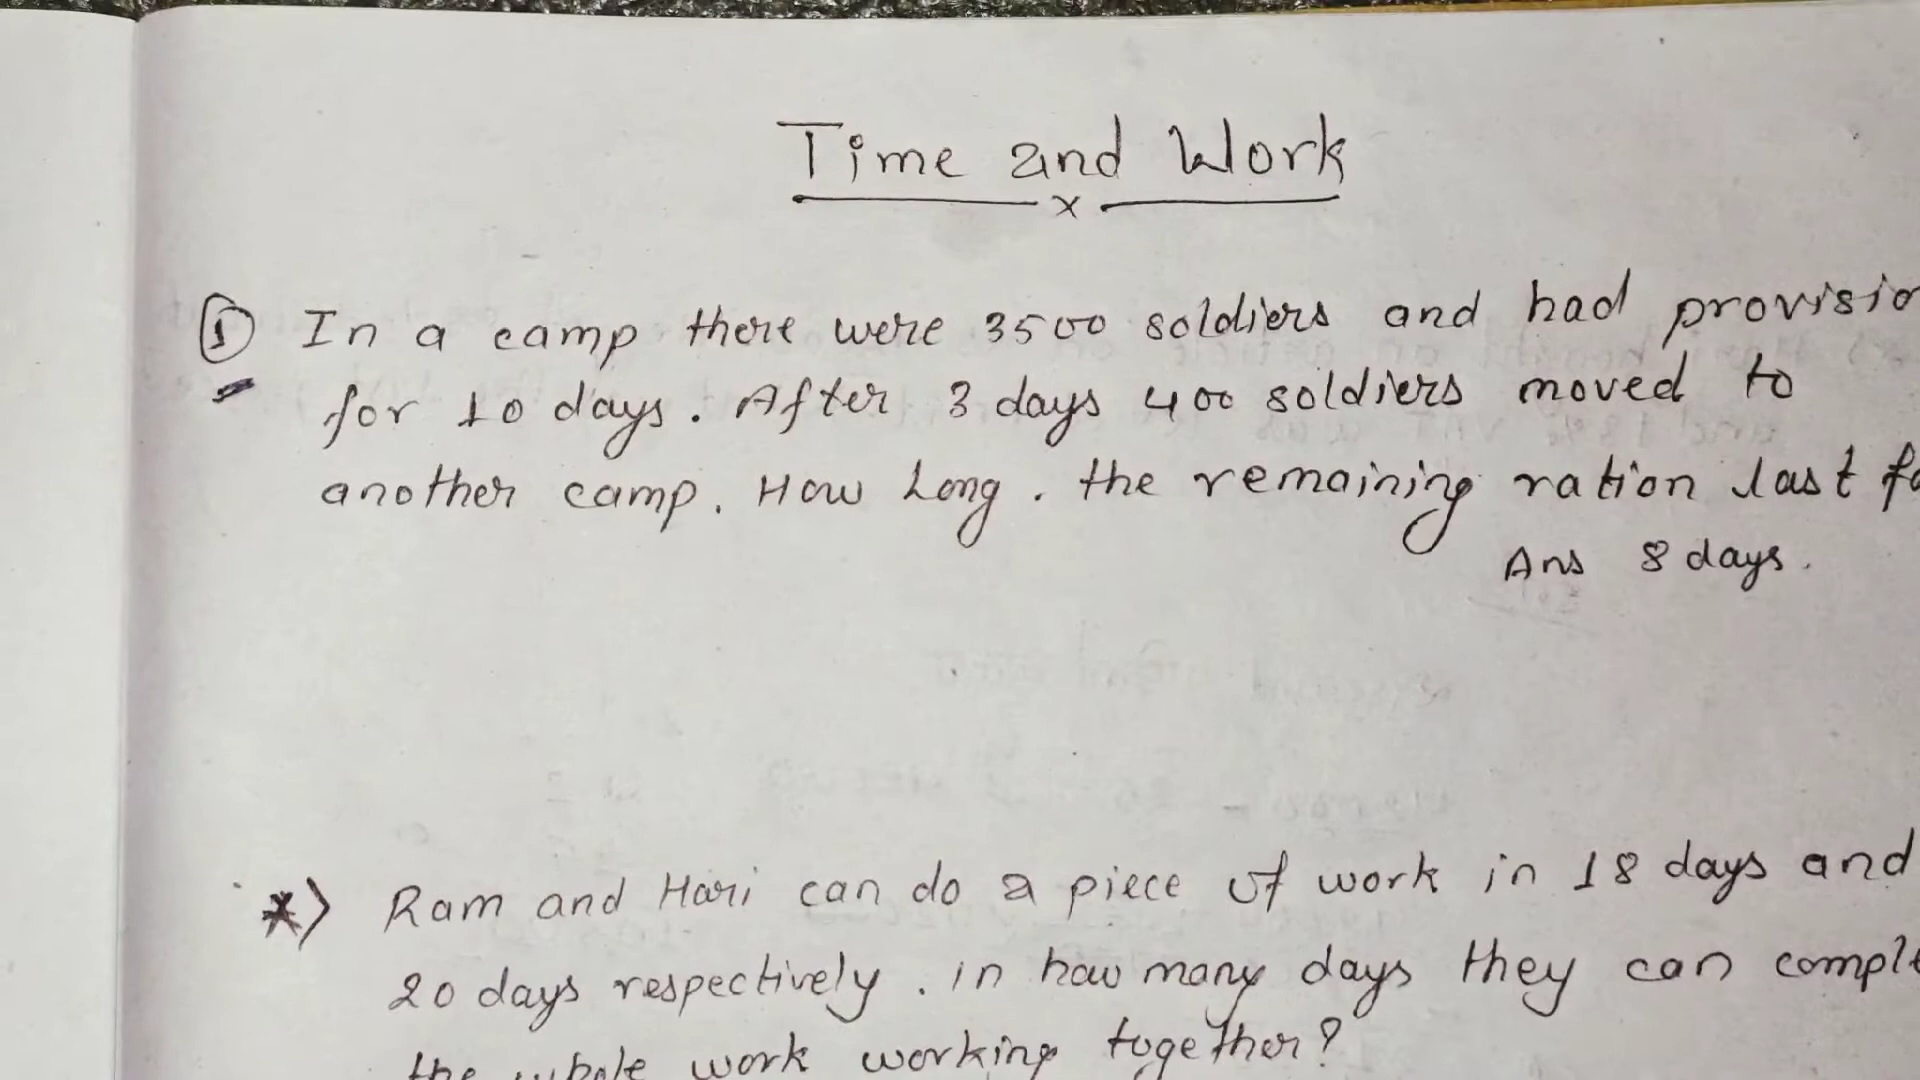 Time and Work
x
1 In a camp there were 3500 soldiers and had provisio
for 10 days. After 3 days 400 soldiers moved to
another camp. How Long. the remaining ration last fo
Ans 8 days.
*) Ram and Hari can do a piece of work in 18 days and
20 days respectively. in how many days they can comple
the whole work working together?